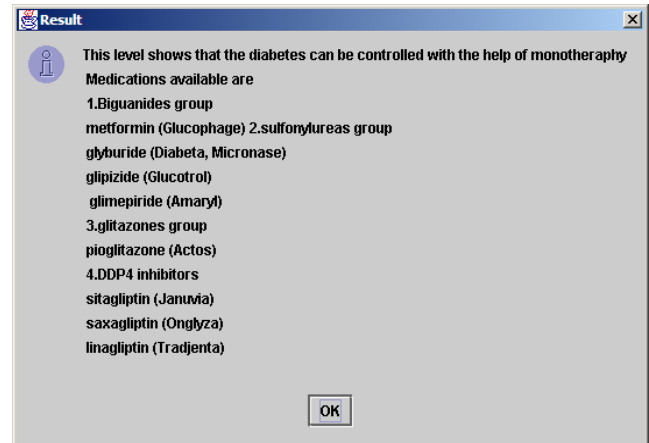 Result
This level shows that the diabetes can be controlled with the help of monotheraphy
Medications available are
1.Biguanides group
metformin (Glucophage) 2.sulfonylureas group
glyburide (Diabeta, Micronase)
glipizide (Glucotrol)
glimepiride (Amaryl)
3.glitazones group
pioglitazone (Actos)
4.DDP4 inhibitors
sitagliptin (Januvia)
saxagliptin (Onglyza)
linagliptin (Tradjenta)
OK